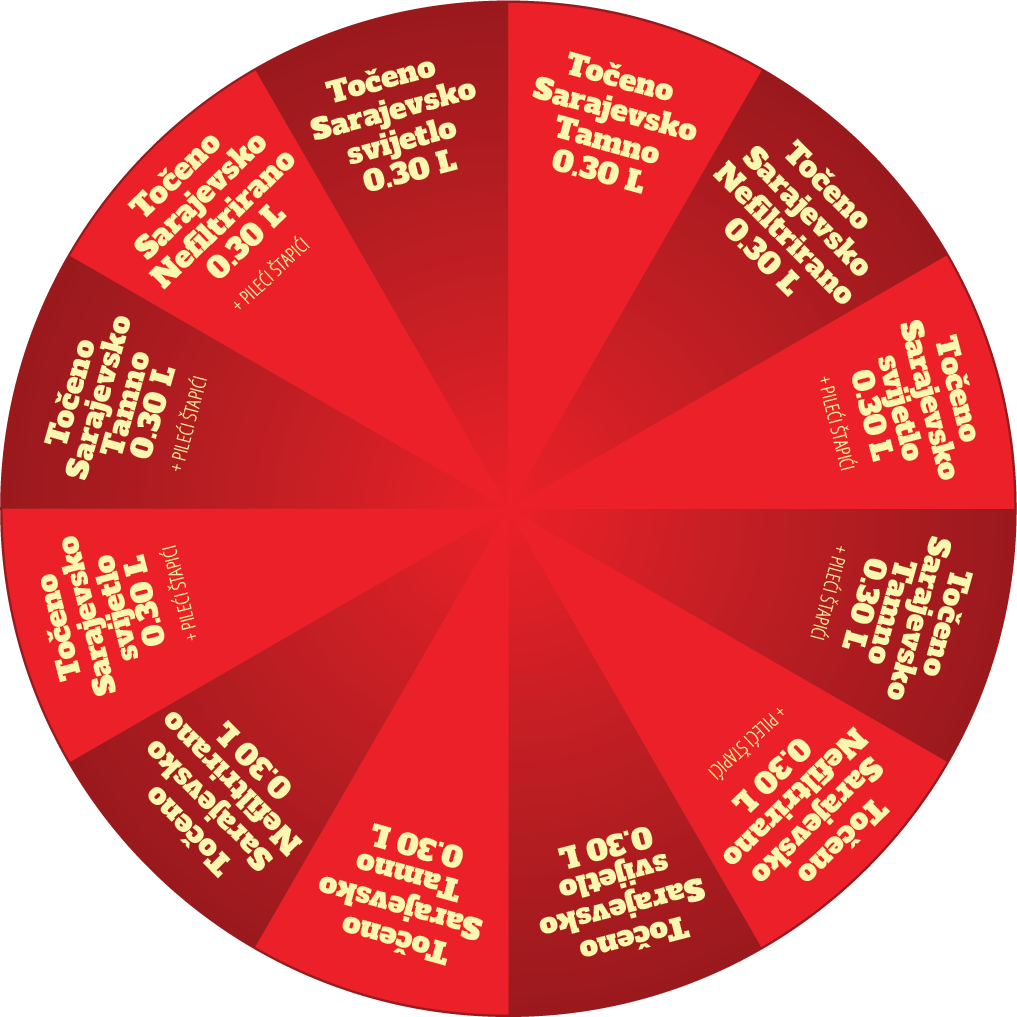 Točeno
Sarajevsko
Tamno
0.30 L
Točeno
Sarajevsko
Nefiltrirano
0.30 L
Točeno
Sarajevsko
svijetlo
0.30 L
+ PILEĆI ŠTAPIĆI
Točeno
Sarajevsko
Tamno
0.30 L
+ PILEĆI ŠTAPIĆI
Točeno
Sarajevsko
Nefiltrirano
0.30 L
+ PILEĆI ŠTAPIĆI
Točeno
Sarajevsko
svijetlo
0.30 L
Točeno
Sarajevsko
Tamno
0.30 L
Točeno
Sarajevsko
Nefiltrirano
0.30 L
Točeno
Sarajevsko
svijetlo
0.30 L
+ PILEĆI ŠTAPIĆI
Točeno
Sarajevsko
Tamno
0.30 L
+ PILEĆI ŠTAPIĆI
Točeno
Sarajevsko
Nefiltrirano
0.30 L
+ PILEĆI ŠTAPIĆI
Točeno
Sarajevsko
svijetlo
0.30 L